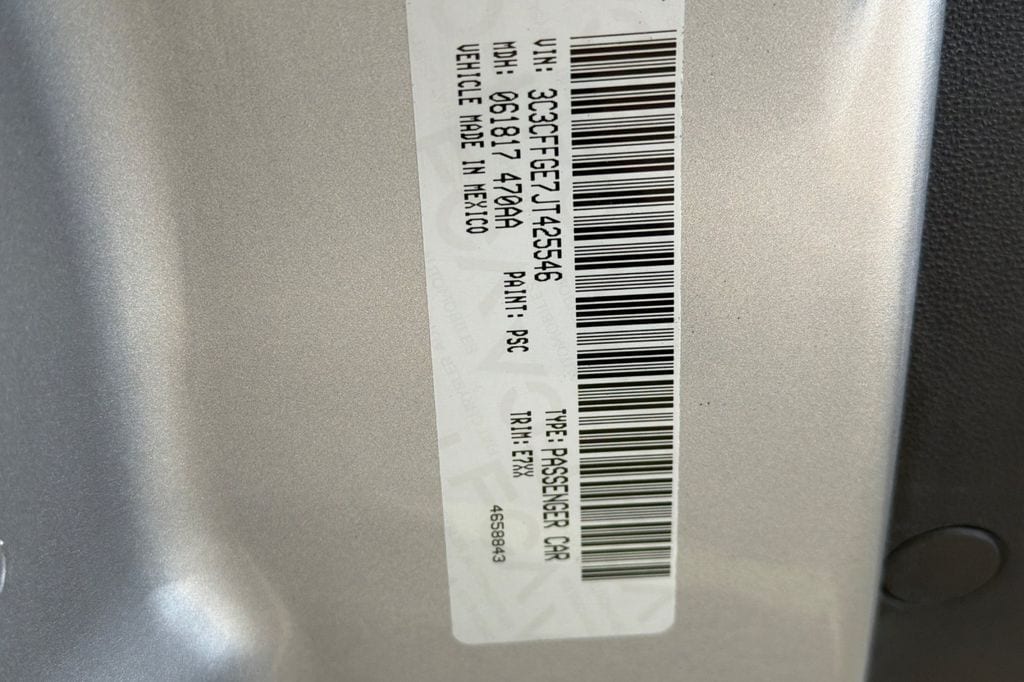 VIN: 3C3CFFGE7JT425546 TYPE: PASSENGER CAR
MDH: 061817 470AA PAINT: PSC TRIM: E7XX
VEHICLE MADE IN MEXICO 4658843